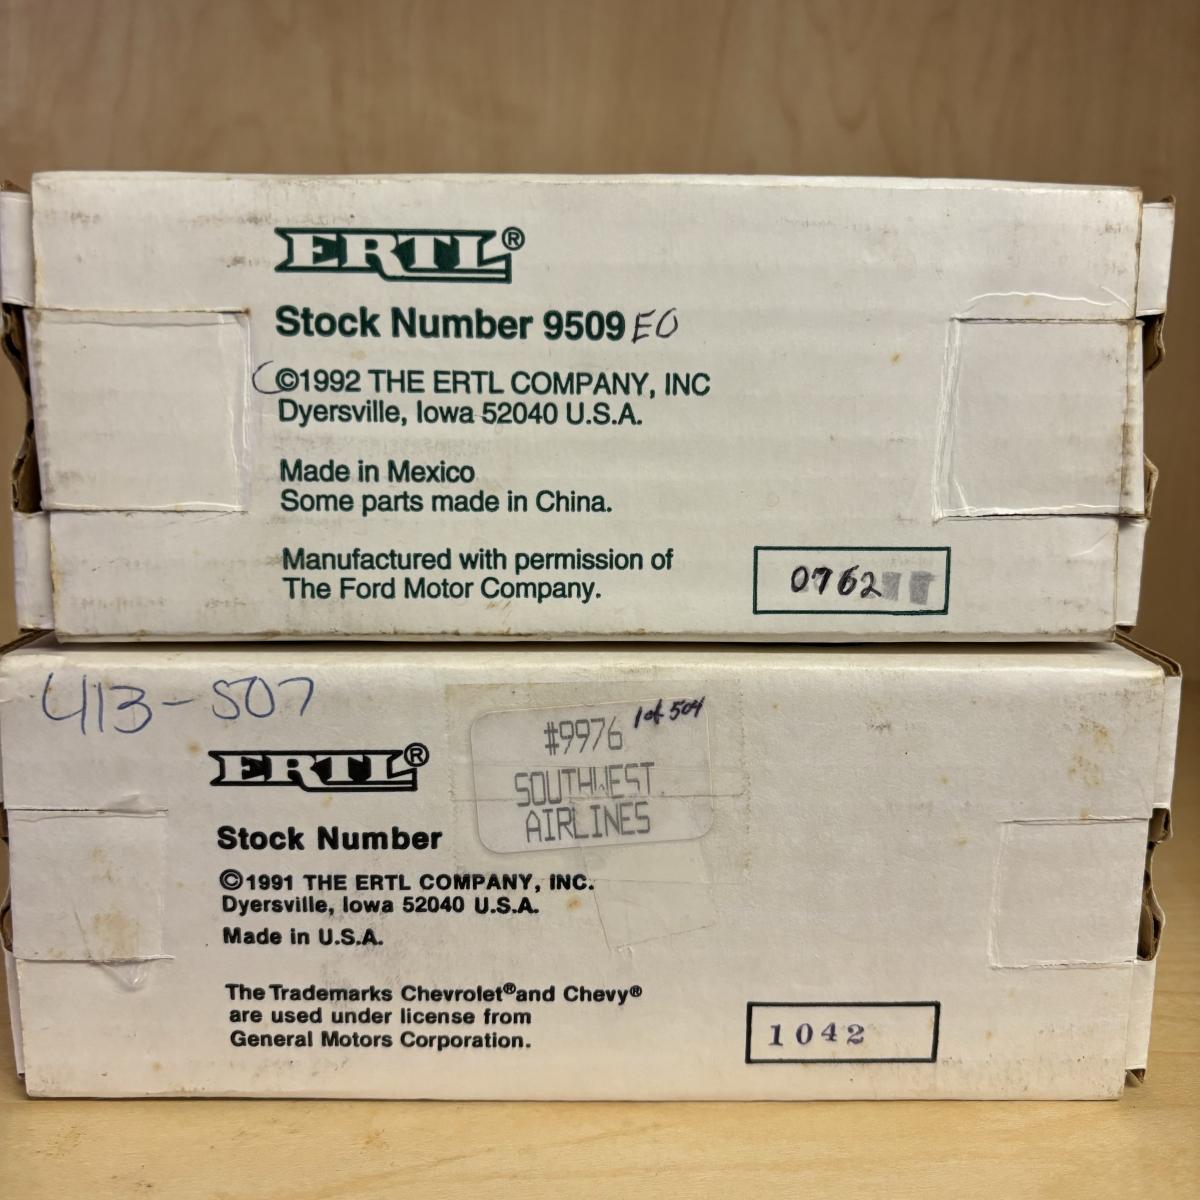 ERTL®
Stock Number 9509 EO
C ©1992 THE ERTL COMPANY, INC
Dyersville, Iowa 52040 U.S.A.
Made in Mexico
Some parts made in China.
Manufactured with permission of
The Ford Motor Company.
0762
413-507
#9976 1 of 504
SOUTHWEST
AIRLINES
ERTL®
Stock Number
©1991 THE ERTL COMPANY, INC.
Dyersville, Iowa 52040 U.S.A.
Made in U.S.A.
The Trademarks Chevrolet® and Chevy®
are used under license from
General Motors Corporation.
1042